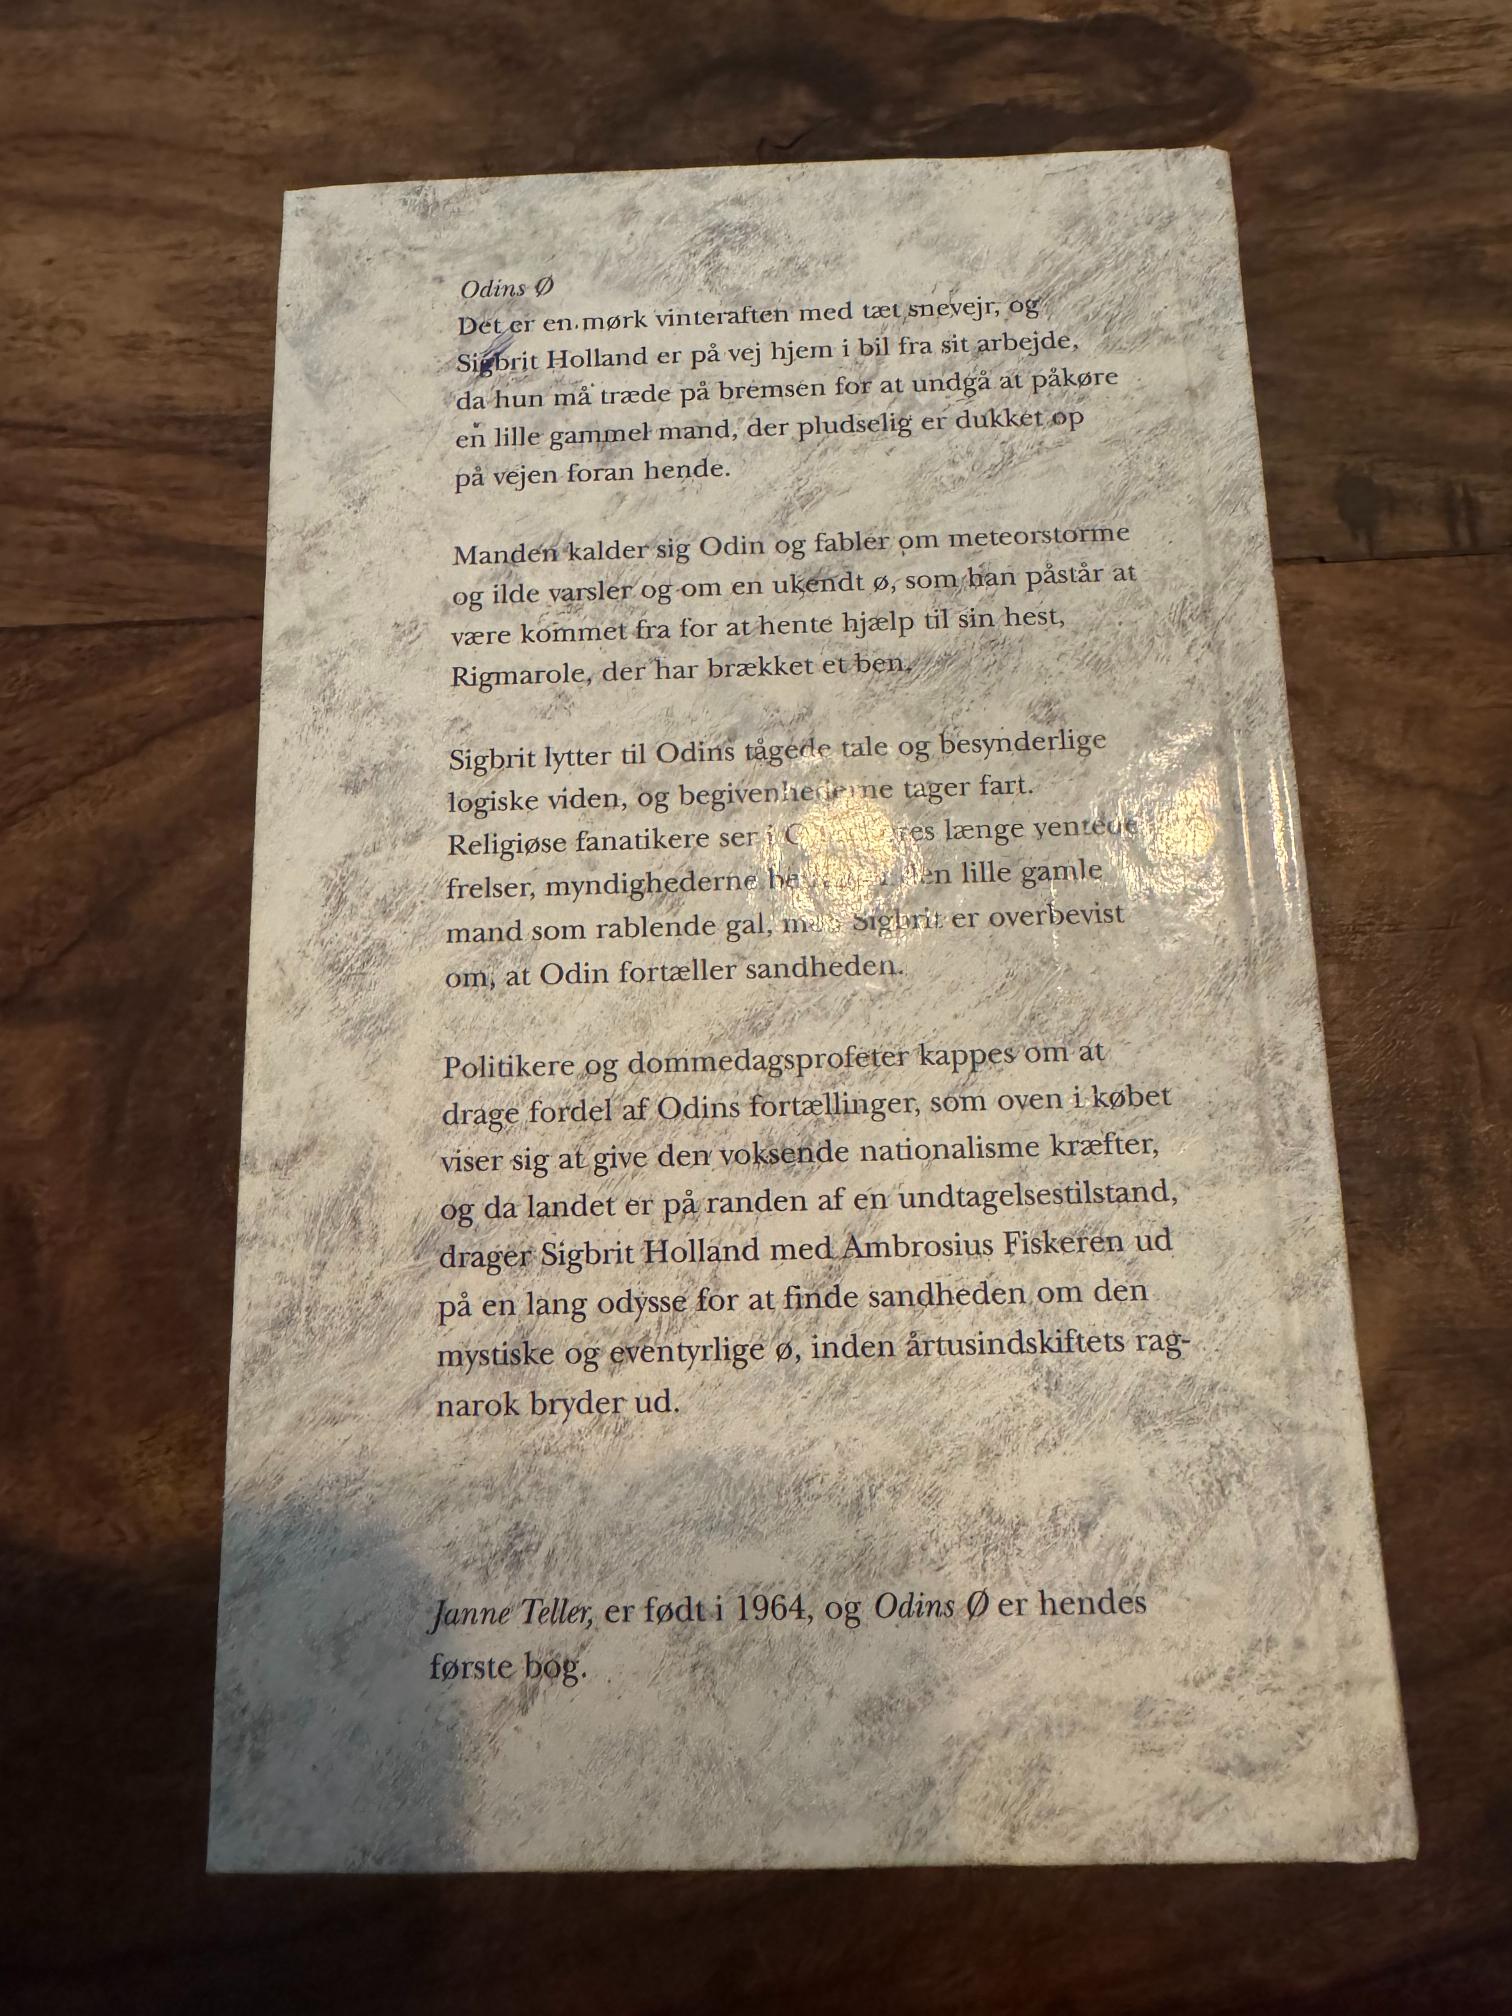 Odins Ø
Det er en mørk vinteraften med tæt snevejr, og
Sigbrit Holland er på vej hjem i bil fra sit arbejde,
da hun må træde på bremsen for at undgå at påkøre
en lille gammel mand, der pludselig er dukket op
på vejen foran hende.
Manden kalder sig Odin og fabler om meteorstorme
og ilde varsler og om en ukendt ø, som han påstår at
være kommet fra for at hente hjælp til sin hest,
Rigmarole, der har brækket et ben.
Sigbrit lytter til Odins tågede tale og besynderlige
logiske viden, og begivenhederne tager fart.
Religiøse fanatikere ser i længe ventede
frelser, myndighederne den lille gamle
mand som rablende gal, men Sigbrit er overbevist
om, at Odin fortæller sandheden.
Politikere og dommedagsprofeter kappes om at
drage fordel af Odins fortællinger, som oven i købet
viser sig at give den voksende nationalisme kræfter,
og da landet er på randen af en undtagelsestilstand,
drager Sigbrit Holland med Ambrosius Fiskeren ud
på en lang odysse for at finde sandheden om den
mystiske og eventyrlige ø, inden årtusindskiftets rag-
narok bryder ud.
Janne Teller, er født i 1964, og Odins Ø er hendes
første bog.